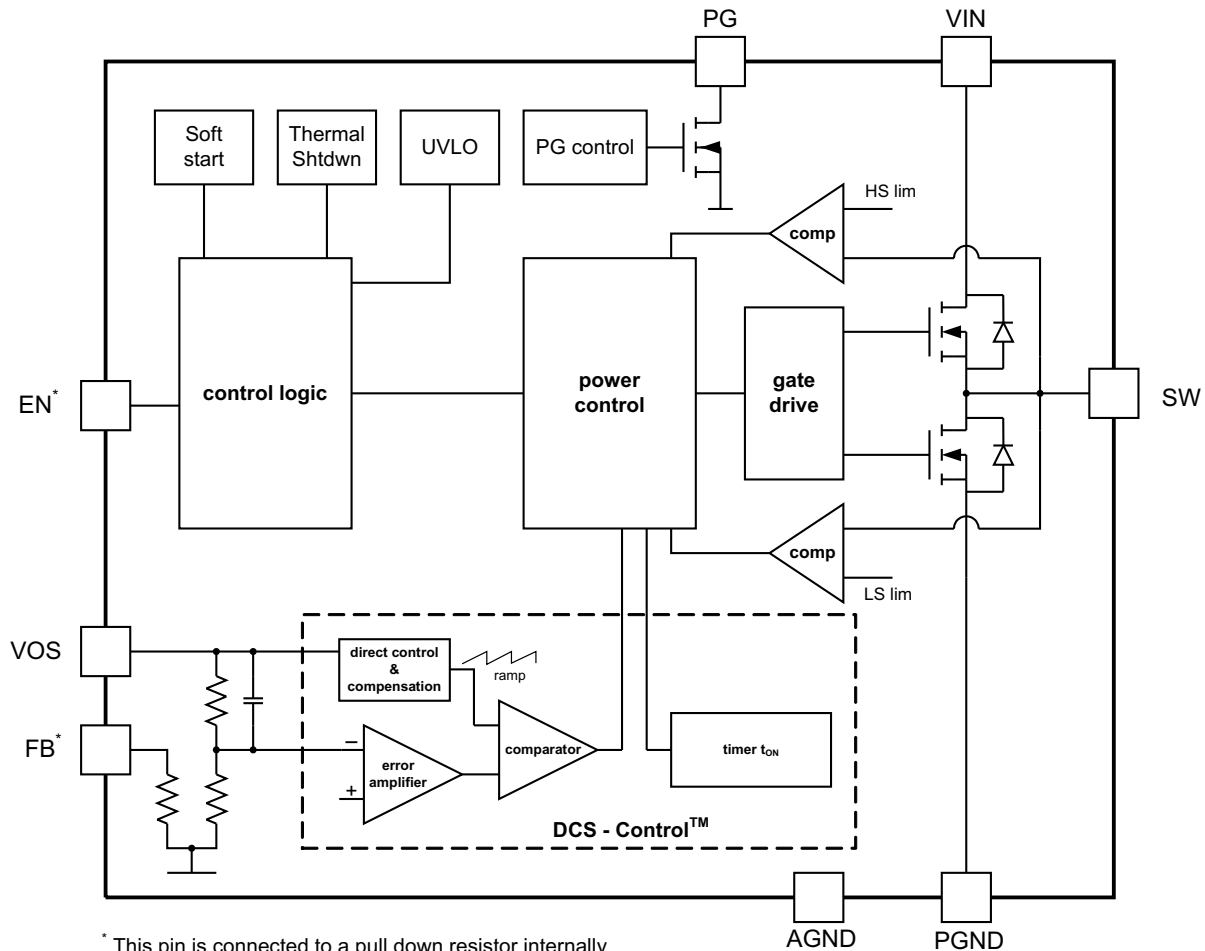 PG
VIN
Soft
start
Thermal
Shtdwn
UVLO
PG control
HS lim
comp
EN*
control logic
power
control
gate
drive
SW
comp
LS lim
VOS
direct control
&
compensation
ramp
FB*
comparator
timer tON
error
amplifier
DCS - Control™
* This pin is connected to a pull down resistor internally
AGND
PGND